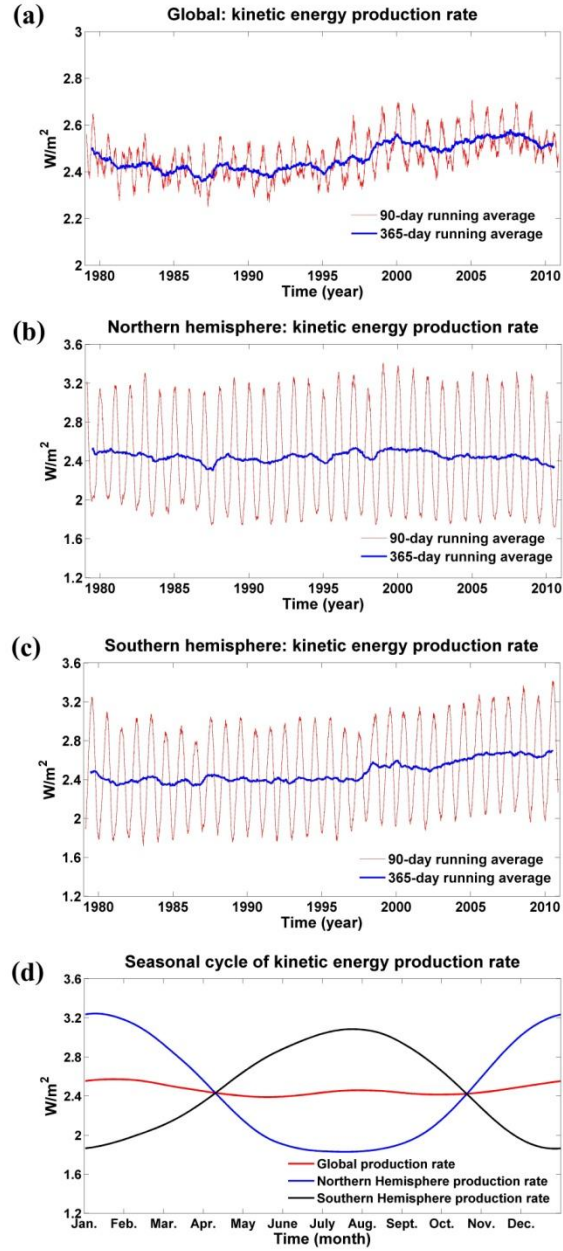 (a)
Global: kinetic energy production rate
3
2.8
2.6
2.4
2.2
2
W/m²
90-day running average
365-day running average
1980 1985 1990 1995 2000 2005 2010
Time (year)
(b)
Northern hemisphere: kinetic energy production rate
3.6
3.2
2.8
2.4
2
1.6
1.2
W/m²
90-day running average
365-day running average
1980 1985 1990 1995 2000 2005 2010
Time (year)
(c)
Southern hemisphere: kinetic energy production rate
3.6
3.2
2.8
2.4
2
1.6
1.2
W/m²
90-day running average
365-day running average
1980 1985 1990 1995 2000 2005 2010
Time (year)
(d)
Seasonal cycle of kinetic energy production rate
3.6
3.2
2.8
2.4
2
1.6
1.2
W/m²
Global production rate
Northern Hemisphere production rate
Southern Hemisphere production rate
Jan. Feb. Mar. Apr. May June July Aug. Sept. Oct. Nov. Dec.
Time (month)